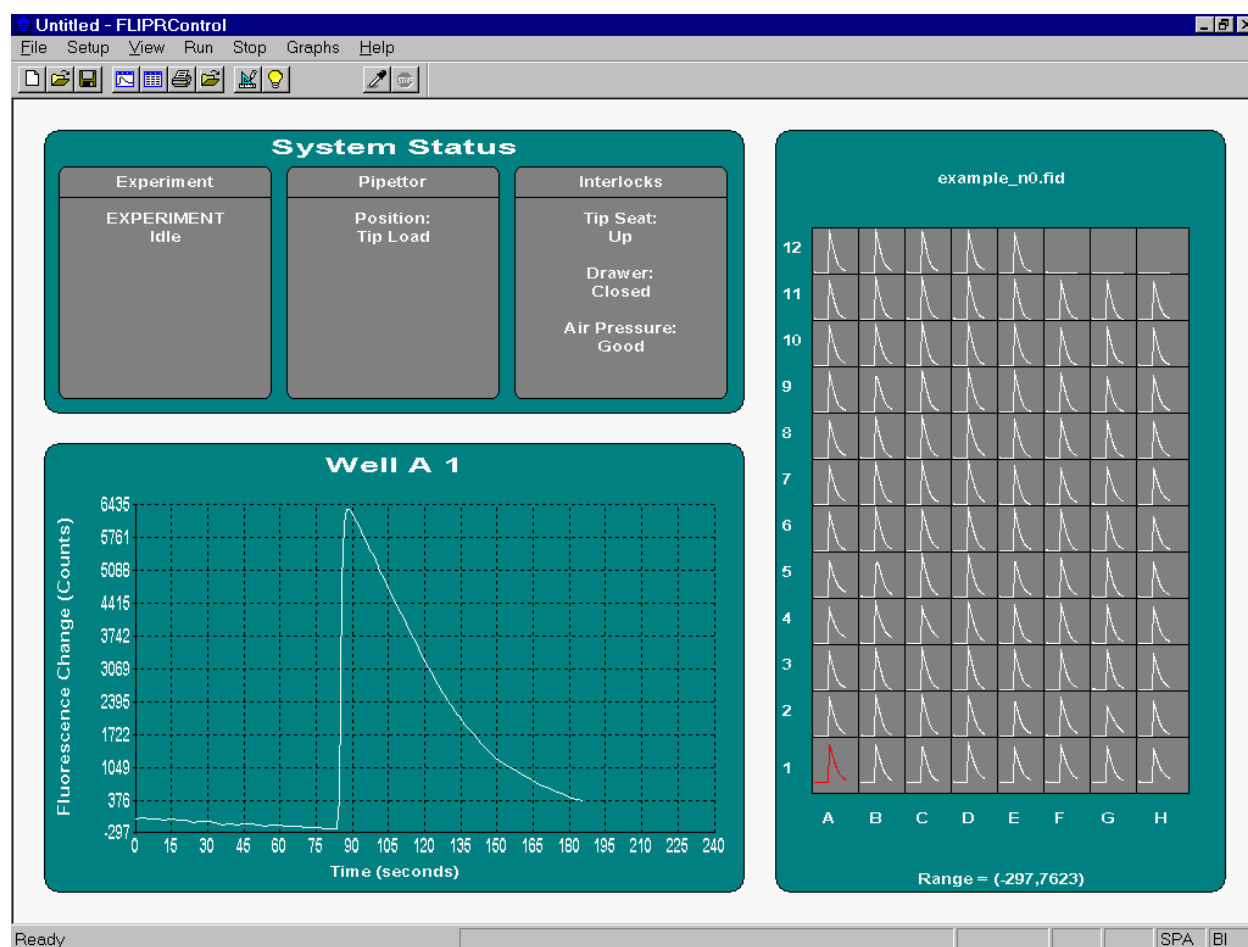 Untitled - FLIPRControl
File Setup View Run Stop Graphs Help
System Status
Experiment
EXPERIMENT
Idle
Pipettor
Position:
Tip Load
Interlocks
Tip Seat:
Up
Drawer:
Closed
Air Pressure:
Good
Well A 1
Fluorescence Change (Counts)
6435
5761
5088
4415
3742
3069
2395
1722
1049
376
-297
0 15 30 45 60 75 90 105 120 135 150 165 180 195 210 225 240
Time (seconds)
example_n0.fid
12
11
10
9
8
7
6
5
4
3
2
1
A B C D E F G H
Range = (-297,7623)
Ready
SPA BI